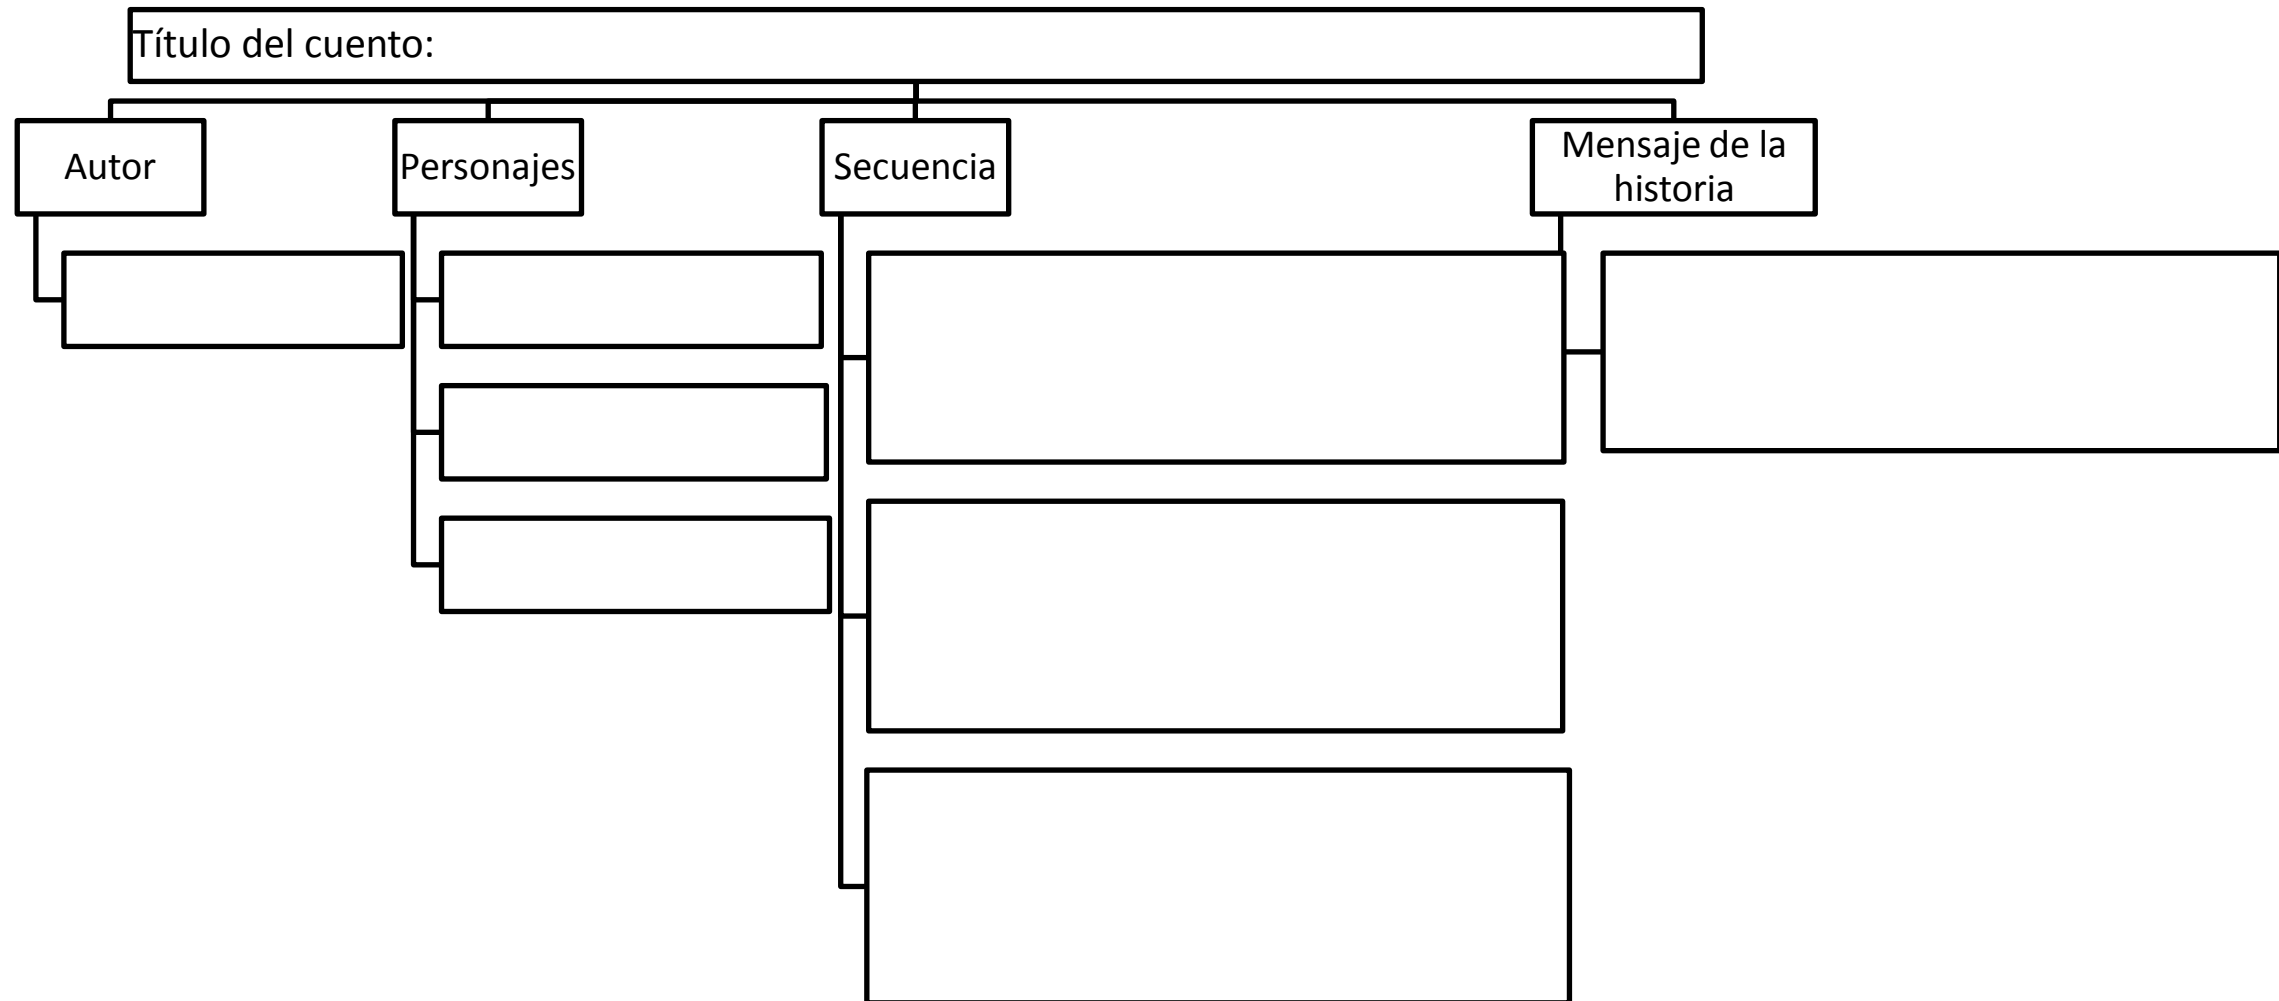 Título del cuento:
Autor
Personajes
Secuencia
Mensaje de la
historia